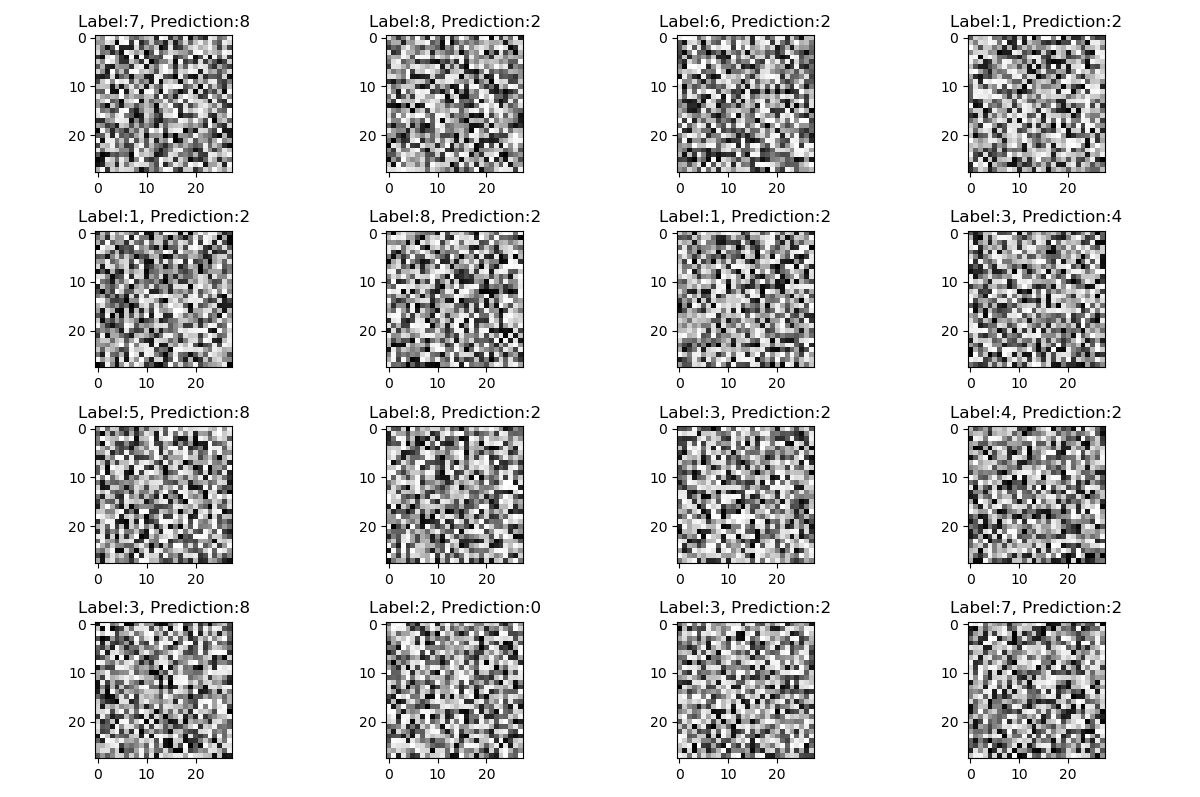 Label:7, Prediction:8 Label:8, Prediction:2 Label:6, Prediction:2 Label:1, Prediction:2
0 0 0 0
10 10 10 10
20 20 20 20
0 10 20 0 10 20 0 10 20 0 10 20
Label:1, Prediction:2 Label:8, Prediction:2 Label:1, Prediction:2 Label:3, Prediction:4
0 0 0 0
10 10 10 10
20 20 20 20
0 10 20 0 10 20 0 10 20 0 10 20
Label:5, Prediction:8 Label:8, Prediction:2 Label:3, Prediction:2 Label:4, Prediction:2
0 0 0 0
10 10 10 10
20 20 20 20
0 10 20 0 10 20 0 10 20 0 10 20
Label:3, Prediction:8 Label:2, Prediction:0 Label:3, Prediction:2 Label:7, Prediction:2
0 0 0 0
10 10 10 10
20 20 20 20
0 10 20 0 10 20 0 10 20 0 10 20